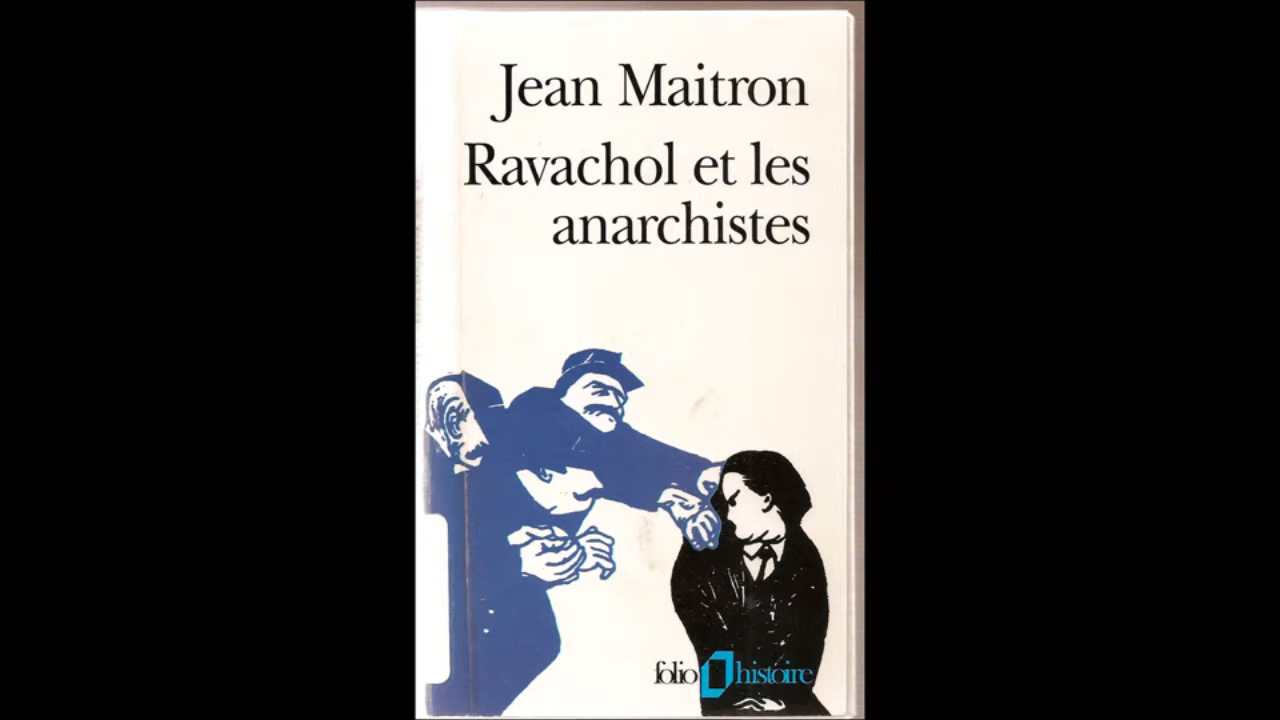 Jean Maitron
Ravachol et les
anarchistes
folio histoire